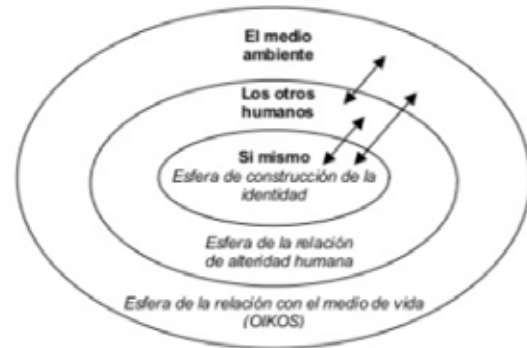 El medio
ambiente
Los otros
humanos
Si mismo
Esfera de construcción de la
identidad
Esfera de la relación
de alteridad humana
Esfera de la relación con el medio de vida
(OIKOS)